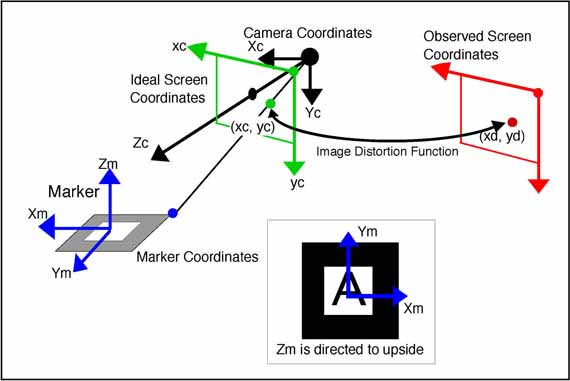 Camera Coordinates
Observed Screen
Coordinates
xc
Xc
Ideal Screen
Coordinates
Yc
(xc, yc)
(xd, yd)
Zc
Image Distortion Function
yc
Zm
Marker
Xm
Ym
Marker Coordinates
Ym
A
Xm
Zm is directed to upside